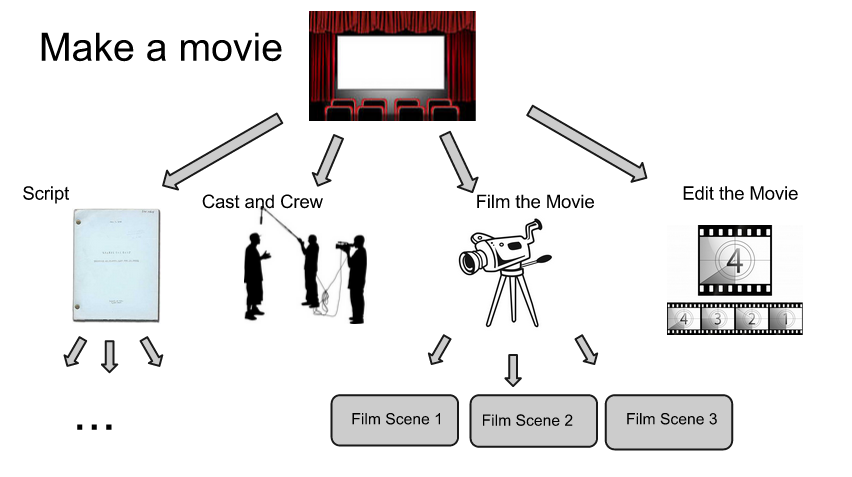 Make a movie
Script
Cast and Crew
Film the Movie
Edit the Movie
4
4 3 2 1
...
Film Scene 1
Film Scene 2
Film Scene 3